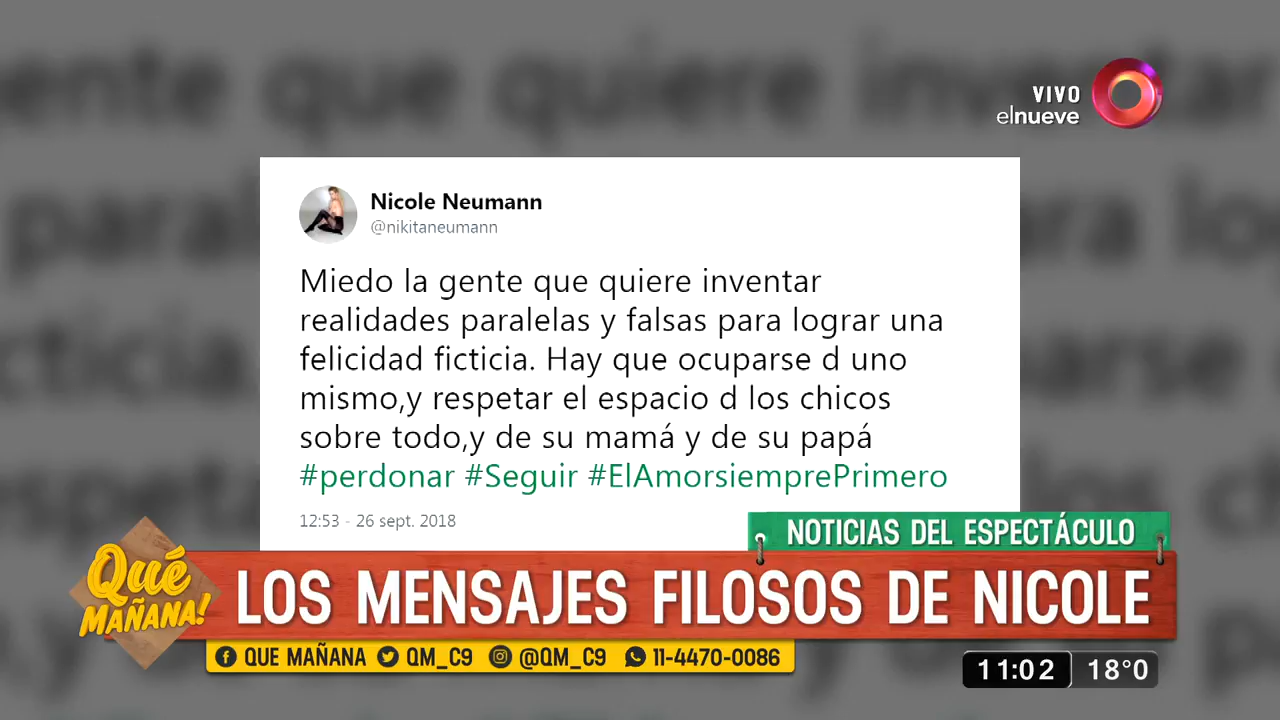 VIVO
elnueve
Nicole Neumann
@nikitaneumann
Miedo la gente que quiere inventar
realidades paralelas y falsas para lograr una
felicidad ficticia. Hay que ocuparse d uno
mismo,y respetar el espacio d los chicos
sobre todo,y de su mamá y de su papá
#perdonar #Seguir #ElAmorsiemprePrimero
12:53 - 26 sept. 2018
NOTICIAS DEL ESPECTÁCULO
Qué
MAÑANA!
LOS MENSAJES FILOSOS DE NICOLE
QUE MAÑANA QM_C9 @QM_C9 11-4470-0086
11:02 18°0